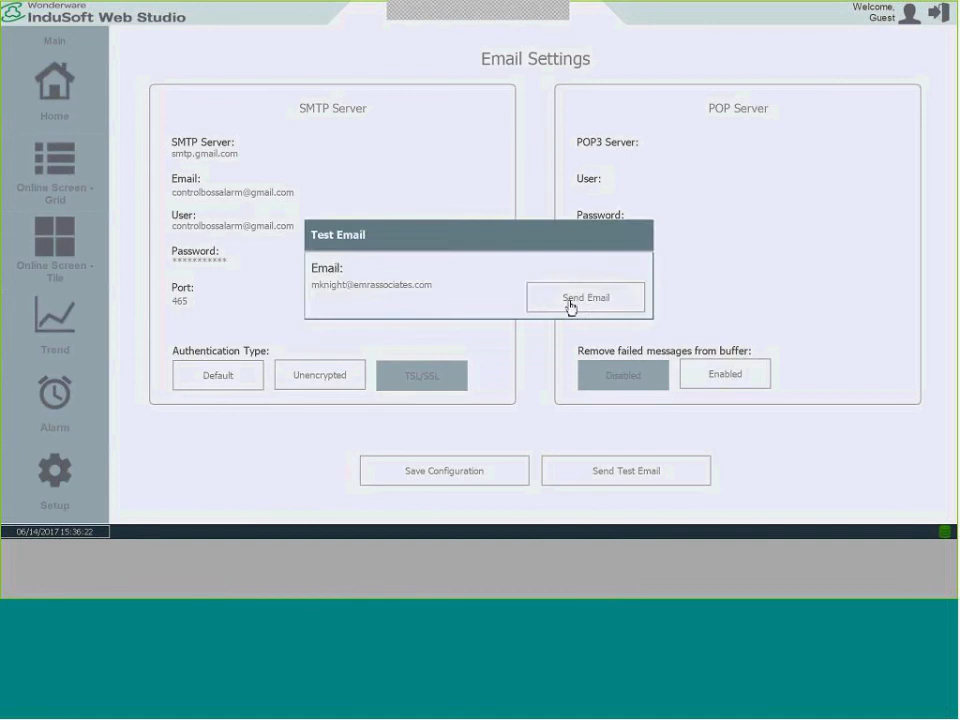 Wonderware
InduSoft Web Studio
Welcome,
Guest
Main
Home
Online Screen -
Grid
Online Screen -
Tile
Trend
Alarm
Setup
Email Settings
SMTP Server
SMTP Server:
smtp.gmail.com
Email:
controlbossalarm@gmail.com
User:
controlbossalarm@gmail.com
Password:
***********
Port:
465
Authentication Type:
Default
Unencrypted
TSL/SSL
POP Server
POP3 Server:
User:
Password:
Remove failed messages from buffer:
Disabled
Enabled
Test Email
Email:
mknight@emrassociates.com
Send Email
Save Configuration
Send Test Email
06/14/2017 15:36:22